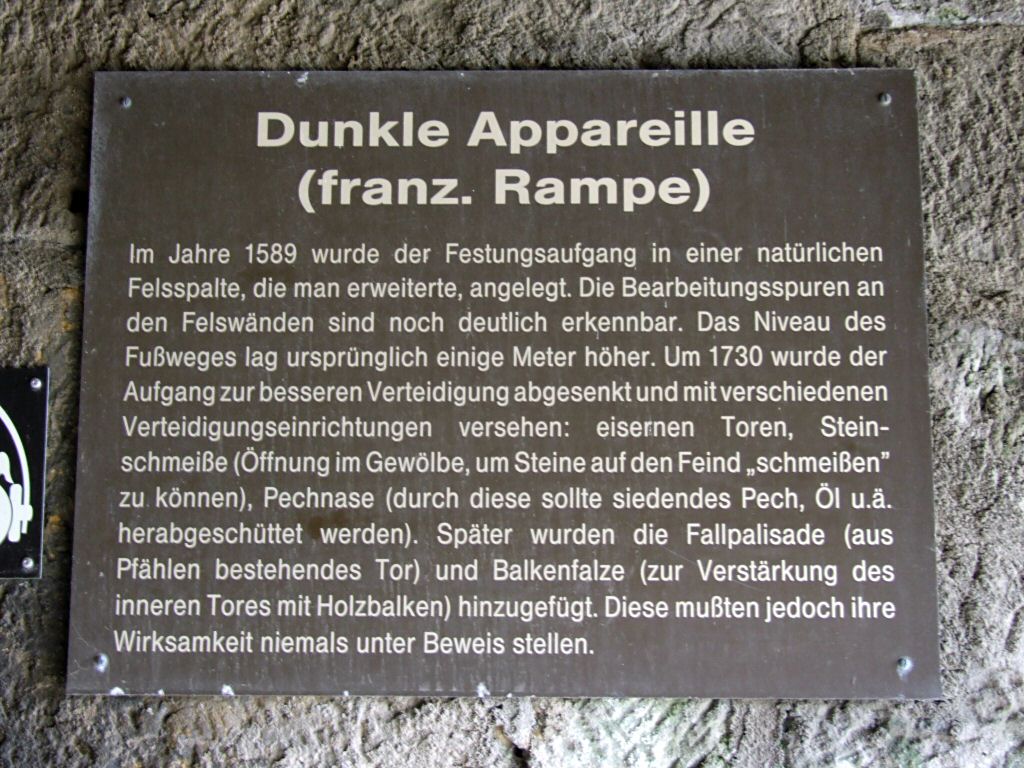 Dunkle Appareille
(franz. Rampe)
Im Jahre 1589 wurde der Festungsaufgang in einer natürlichen
Felsspalte, die man erweiterte, angelegt. Die Bearbeitungsspuren an
den Felswänden sind noch deutlich erkennbar. Das Niveau des
Fußweges lag ursprünglich einige Meter höher. Um 1730 wurde der
Aufgang zur besseren Verteidigung abgesenkt und mit verschiedenen
Verteidigungseinrichtungen versehen: eisernen Toren, Stein-
schmeiße (Öffnung im Gewölbe, um Steine auf den Feind „schmeißen”
zu können), Pechnase (durch diese sollte siedendes Pech, Öl u.ä.
herabgeschüttet werden). Später wurden die Fallpalisade (aus
Pfählen bestehendes Tor) und Balkenfalze (zur Verstärkung des
inneren Tores mit Holzbalken) hinzugefügt. Diese mußten jedoch ihre
Wirksamkeit niemals unter Beweis stellen.